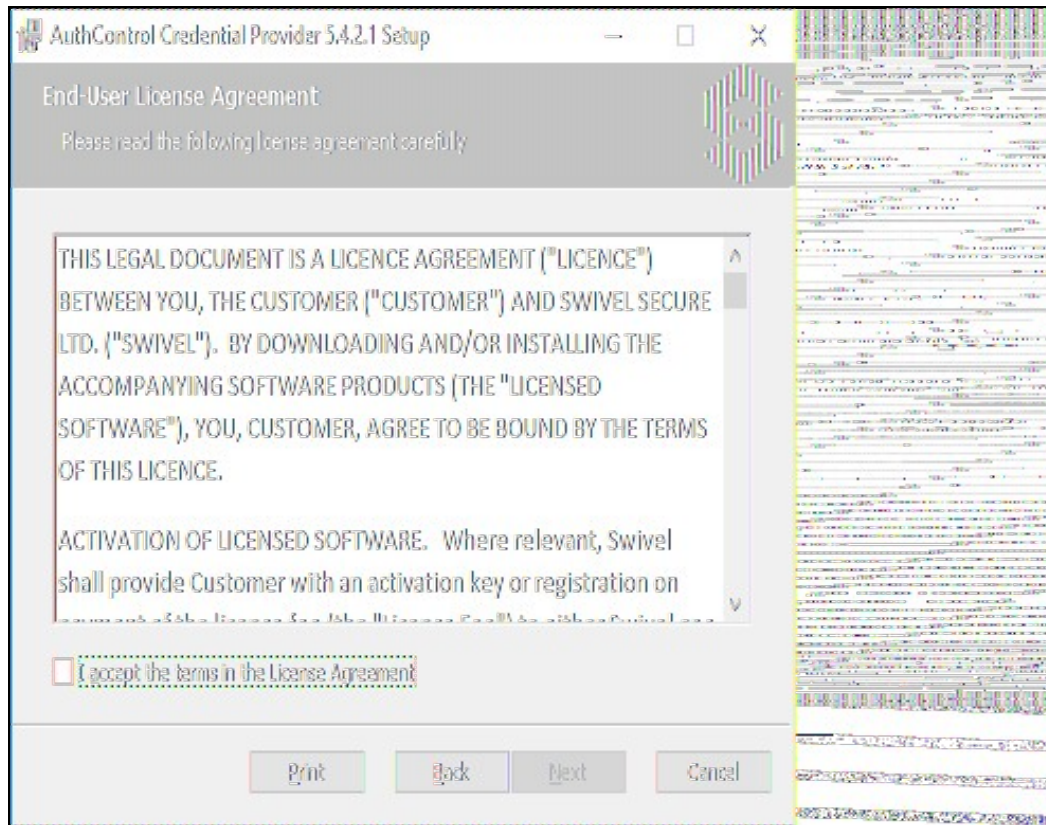 AuthControl Credential Provider 5.4.2.1 Setup
End-User License Agreement
Please read the following license agreement carefully
THIS LEGAL DOCUMENT IS A LICENCE AGREEMENT ("LICENCE")
BETWEEN YOU, THE CUSTOMER ("CUSTOMER") AND SWIVEL SECURE
LTD. ("SWIVEL").  BY DOWNLOADING AND/OR INSTALLING THE
ACCOMPANYING SOFTWARE PRODUCTS (THE "LICENSED
SOFTWARE"), YOU, CUSTOMER, AGREE TO BE BOUND BY THE TERMS
OF THIS LICENCE.
ACTIVATION OF LICENSED SOFTWARE.   Where relevant, Swivel
shall provide Customer with an activation key or registration on
I accept the terms in the License Agreement
Print
Back
Next
Cancel